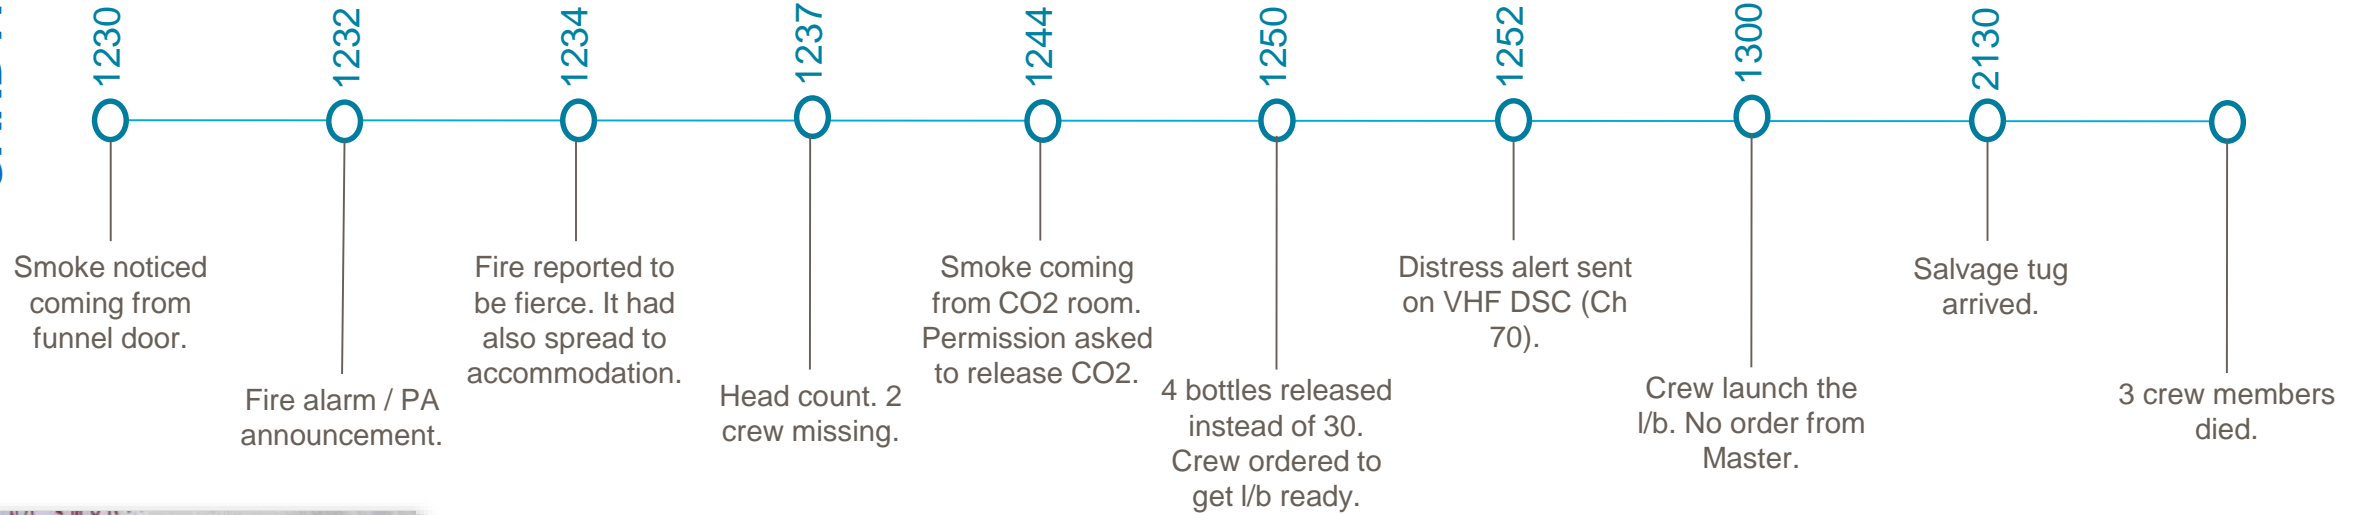 1230
Smoke noticed
coming from
funnel door.
1232
Fire alarm / PA
announcement.
1234
Fire reported to
be fierce. It had
also spread to
accommodation.
1237
Head count. 2
crew missing.
1244
Smoke coming
from CO2 room.
Permission asked
to release CO2.
1250
4 bottles released
instead of 30.
Crew ordered to
get l/b ready.
1252
Distress alert sent
on VHF DSC (Ch
70).
1300
Crew launch the
l/b. No order from
Master.
2130
Salvage tug
arrived.
3 crew members
died.